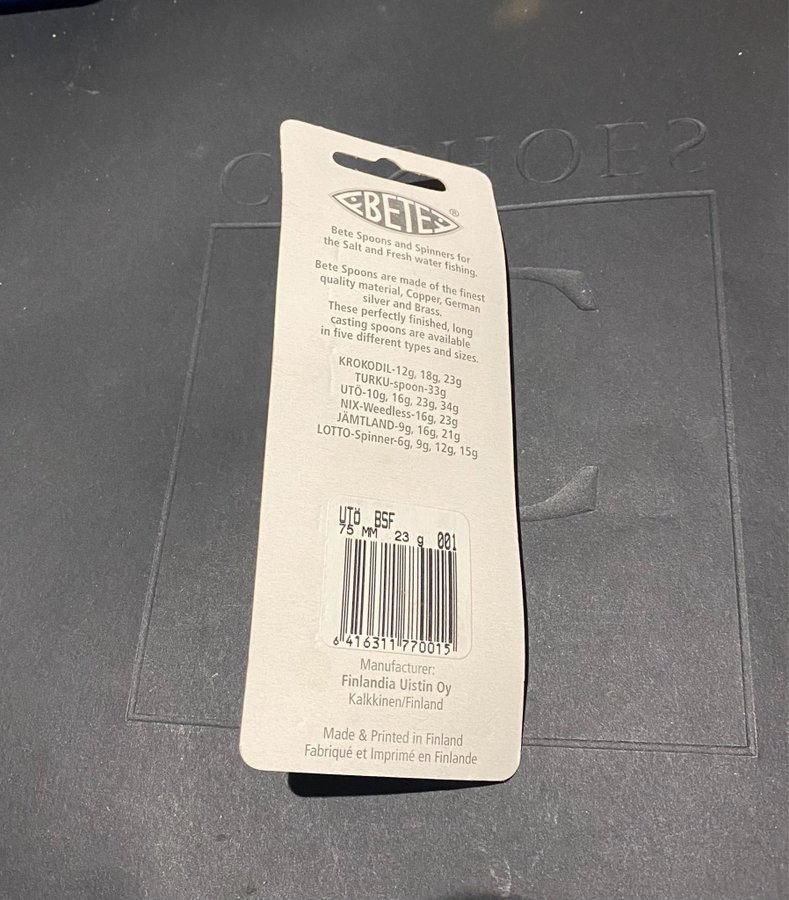 BETE®
Bete Spoons and Spinners for
the Salt and Fresh water fishing.
Bete Spoons are made of the finest
quality material, Copper, German
silver and Brass.
These perfectly finished, long
casting spoons are available
in five different types and sizes.
KROKODIL-12g, 18g, 23g
TURKU-spoon-33g
UTÖ-10g, 16g, 23g, 34g
NIX-Weedless-16g, 23g
JÄMTLAND-9g, 16g, 21g
LOTTO-Spinner-6g, 9g, 12g, 15g
UTÖ BSF
75 MM 23 g 001
6 416311 770015
Manufacturer:
Finlandia Uistin Oy
Kalkkinen/Finland
Made & Printed in Finland
Fabriqué et Imprimé en Finlande